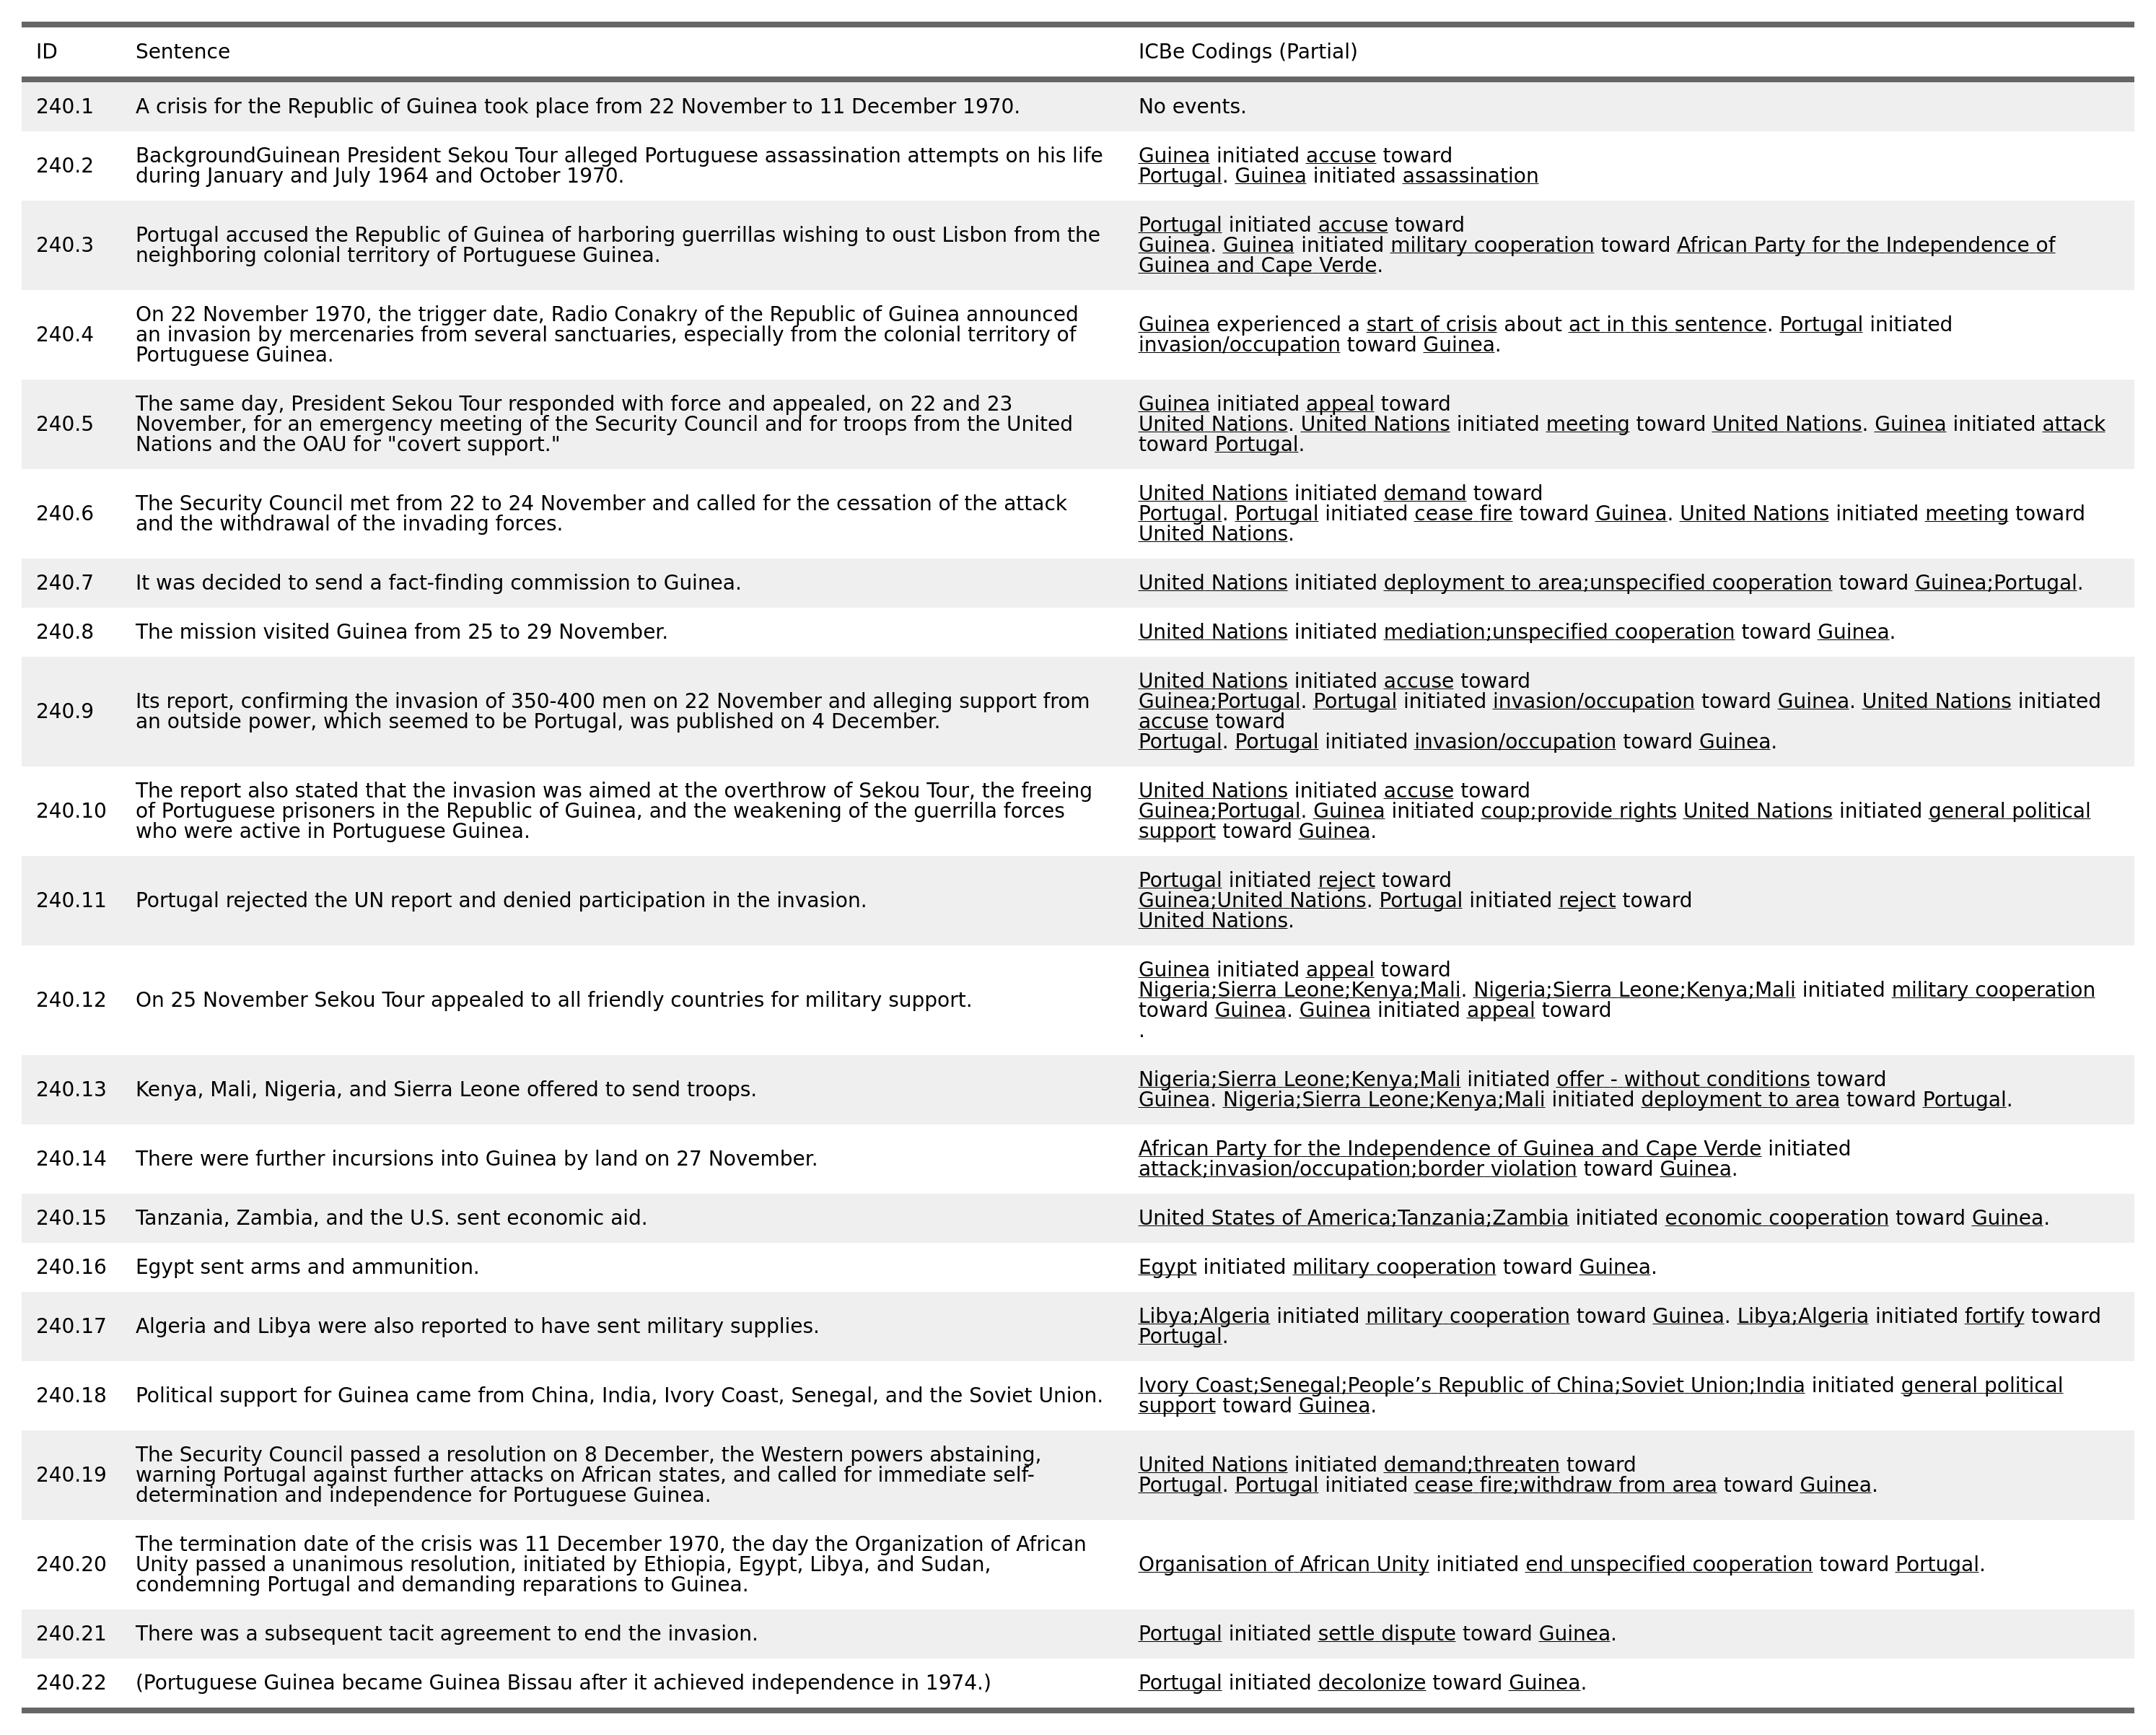 ID Sentence ICBe Codings (Partial)
240.1 A crisis for the Republic of Guinea took place from 22 November to 11 December 1970. No events.
240.2 BackgroundGuinean President Sekou Tour alleged Portuguese assassination attempts on his life
during January and July 1964 and October 1970.
Guinea initiated accuse toward
Portugal. Guinea initiated assassination
240.3 Portugal accused the Republic of Guinea of harboring guerrillas wishing to oust Lisbon from the
neighboring colonial territory of Portuguese Guinea.
Portugal initiated accuse toward
Guinea. Guinea initiated military cooperation toward African Party for the Independence of
Guinea and Cape Verde.
240.4 On 22 November 1970, the trigger date, Radio Conakry of the Republic of Guinea announced
an invasion by mercenaries from several sanctuaries, especially from the colonial territory of
Portuguese Guinea.
Guinea experienced a start of crisis about act in this sentence. Portugal initiated
invasion/occupation toward Guinea.
240.5 The same day, President Sekou Tour responded with force and appealed, on 22 and 23
November, for an emergency meeting of the Security Council and for troops from the United
Nations and the OAU for "covert support."
Guinea initiated appeal toward
United Nations. United Nations initiated meeting toward United Nations. Guinea initiated attack
toward Portugal.
240.6 The Security Council met from 22 to 24 November and called for the cessation of the attack
and the withdrawal of the invading forces.
United Nations initiated demand toward
Portugal. Portugal initiated cease fire toward Guinea. United Nations initiated meeting toward
United Nations.
240.7 It was decided to send a fact-finding commission to Guinea. United Nations initiated deployment to area;unspecified cooperation toward Guinea;Portugal.
240.8 The mission visited Guinea from 25 to 29 November. United Nations initiated mediation;unspecified cooperation toward Guinea.
240.9 Its report, confirming the invasion of 350-400 men on 22 November and alleging support from
an outside power, which seemed to be Portugal, was published on 4 December.
United Nations initiated accuse toward
Guinea;Portugal. Portugal initiated invasion/occupation toward Guinea. United Nations initiated
accuse toward
Portugal. Portugal initiated invasion/occupation toward Guinea.
240.10 The report also stated that the invasion was aimed at the overthrow of Sekou Tour, the freeing
of Portuguese prisoners in the Republic of Guinea, and the weakening of the guerrilla forces
who were active in Portuguese Guinea.
United Nations initiated accuse toward
Guinea;Portugal. Guinea initiated coup;provide rights United Nations initiated general political
support toward Guinea.
240.11 Portugal rejected the UN report and denied participation in the invasion.
Portugal initiated reject toward
Guinea;United Nations. Portugal initiated reject toward
United Nations.
240.12 On 25 November Sekou Tour appealed to all friendly countries for military support.
Guinea initiated appeal toward
Nigeria;Sierra Leone;Kenya;Mali. Nigeria;Sierra Leone;Kenya;Mali initiated military cooperation
toward Guinea. Guinea initiated appeal toward
.
240.13 Kenya, Mali, Nigeria, and Sierra Leone offered to send troops.
Nigeria;Sierra Leone;Kenya;Mali initiated offer - without conditions toward
Guinea. Nigeria;Sierra Leone;Kenya;Mali initiated deployment to area toward Portugal.
240.14 There were further incursions into Guinea by land on 27 November.
African Party for the Independence of Guinea and Cape Verde initiated
attack;invasion/occupation;border violation toward Guinea.
240.15 Tanzania, Zambia, and the U.S. sent economic aid. United States of America;Tanzania;Zambia initiated economic cooperation toward Guinea.
240.16 Egypt sent arms and ammunition. Egypt initiated military cooperation toward Guinea.
240.17 Algeria and Libya were also reported to have sent military supplies.
Libya;Algeria initiated military cooperation toward Guinea. Libya;Algeria initiated fortify toward
Portugal.
240.18 Political support for Guinea came from China, India, Ivory Coast, Senegal, and the Soviet Union.
Ivory Coast;Senegal;People’s Republic of China;Soviet Union;India initiated general political
support toward Guinea.
240.19 The Security Council passed a resolution on 8 December, the Western powers abstaining,
warning Portugal against further attacks on African states, and called for immediate self-
determination and independence for Portuguese Guinea.
United Nations initiated demand;threaten toward
Portugal. Portugal initiated cease fire;withdraw from area toward Guinea.
240.20 The termination date of the crisis was 11 December 1970, the day the Organization of African
Unity passed a unanimous resolution, initiated by Ethiopia, Egypt, Libya, and Sudan,
condemning Portugal and demanding reparations to Guinea.
Organisation of African Unity initiated end unspecified cooperation toward Portugal.
240.21 There was a subsequent tacit agreement to end the invasion. Portugal initiated settle dispute toward Guinea.
240.22 (Portuguese Guinea became Guinea Bissau after it achieved independence in 1974.) Portugal initiated decolonize toward Guinea.